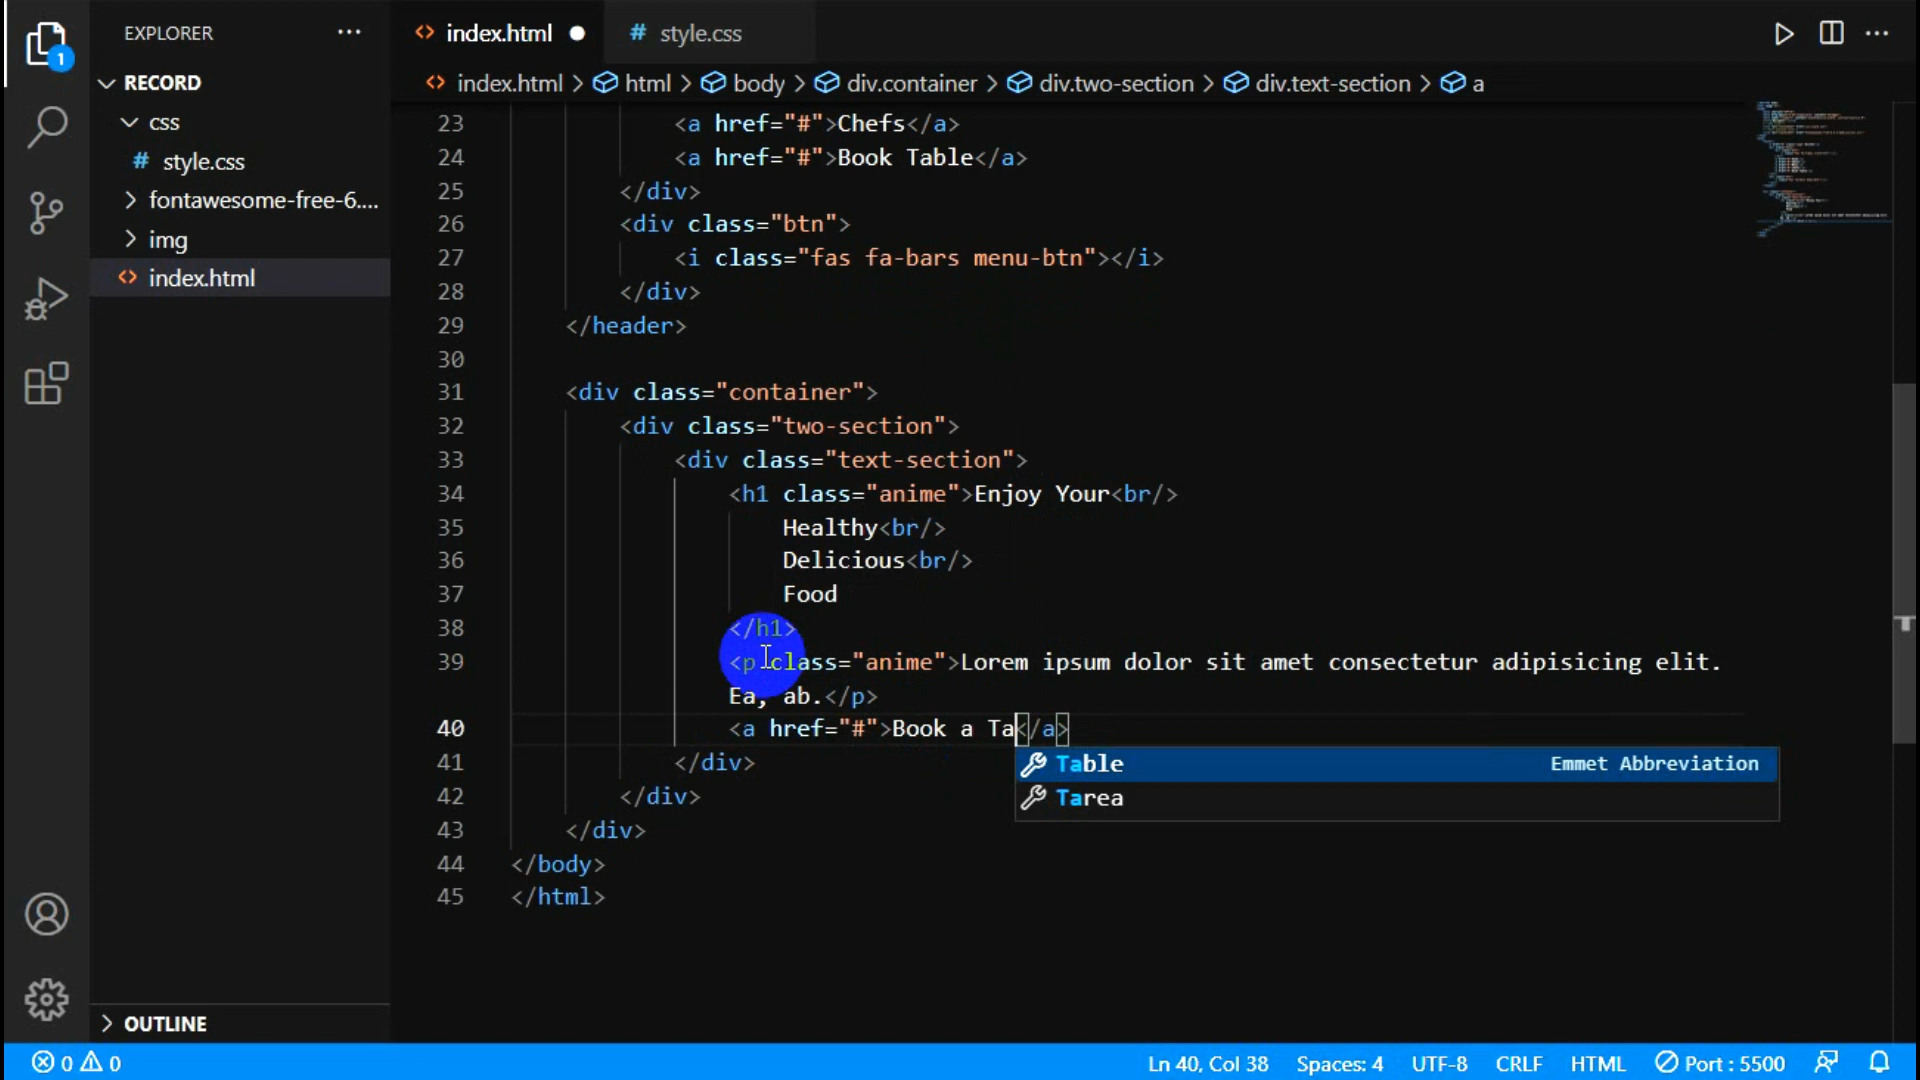 EXPLORER ···
index.html ● # style.css
1
RECORD
index.html > html > body > div.container > div.two-section > div.text-section > a
css
# style.css
fontawesome-free-6....
img
index.html
23 <a href="#">Chefs</a>
24 <a href="#">Book Table</a>
25 </div>
26 <div class="btn">
27 <i class="fas fa-bars menu-btn"></i>
28 </div>
29 </header>
30
31 <div class="container">
32 <div class="two-section">
33 <div class="text-section">
34 <h1 class="anime">Enjoy Your<br/>
35 Healthy<br/>
36 Delicious<br/>
37 Food
38 </h1>
39 <p class="anime">Lorem ipsum dolor sit amet consectetur adipisicing elit.
Ea, ab.</p>
40 <a href="#">Book a Ta</a>
41 </div>
Table Emmet Abbreviation
42 </div>
Tarea
43 </div>
44 </body>
45 </html>
OUTLINE
0 0 Ln 40, Col 38 Spaces: 4 UTF-8 CRLF HTML Port : 5500